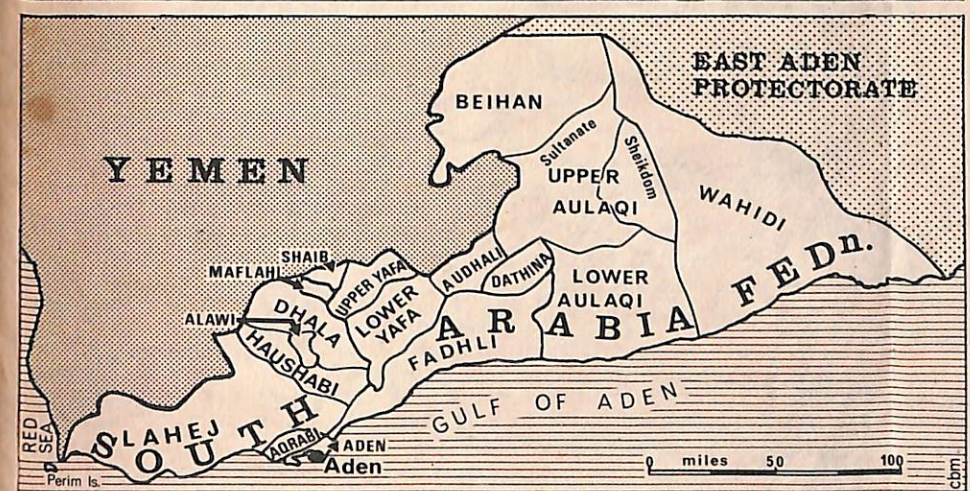 EAST ADEN
PROTECTORATE
BEIHAN
YEMEN
Sultanate
Sheikdom
UPPER
AULAQI
WAHIDI
SHAIB
MAFLAHI
UPPER YAFA
AUDHALI
DATHINA
LOWER
AULAQI
ALAWI
DHALA
LOWER
YAFA
HAUSHABI
FADHLI
SOUTH ARABIA FEDn.
GULF OF ADEN
LAHEJ
AQRABI
ADEN
Aden
RED
SEA
Perim Is.
0 miles 50 100
cbm